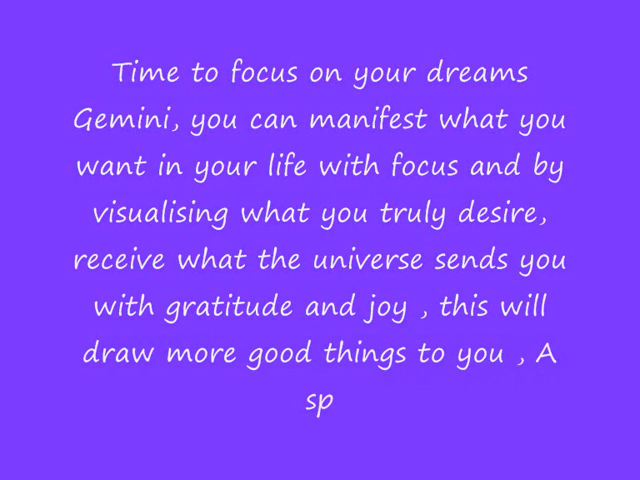 Time to focus on your dreams
Gemini, you can manifest what you
want in your life with focus and by
visualising what you truly desire,
receive what the universe sends you
with gratitude and joy , this will
draw more good things to you , A
sp